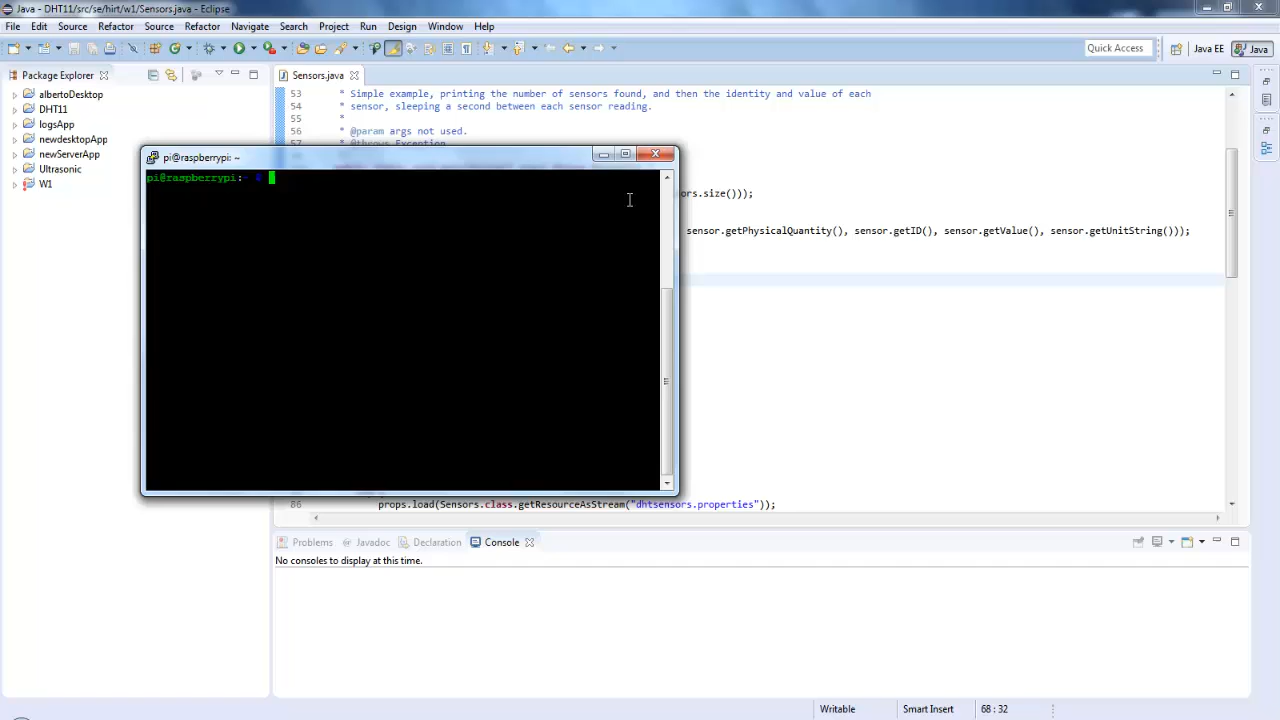 Java - DHT11/src/se/hirt/w1/Sensors.java - Eclipse
File Edit Source Refactor Source Refactor Navigate Search Project Run Design Window Help
Quick Access Java EE Java
Package Explorer
albertoDesktop
DHT11
logsApp
newdesktopApp
newServerApp
Ultrasonic
W1
Sensors.java
53 * Simple example, printing the number of sensors found, and then the identity and value of each
54 * sensor, sleeping a second between each sensor reading.
55 *
56 * @param args not used.
57 * @throws Exception
pi@raspberrypi: ~
pi@raspberrypi: ~ #
ors.size()));
sensor.getPhysicalQuantity(), sensor.getID(), sensor.getValue(), sensor.getUnitString()));
86 props.load(Sensors.class.getResourceAsStream("dhtsensors.properties"));
Problems Javadoc Declaration Console
No consoles to display at this time.
Writable Smart Insert 68 : 32